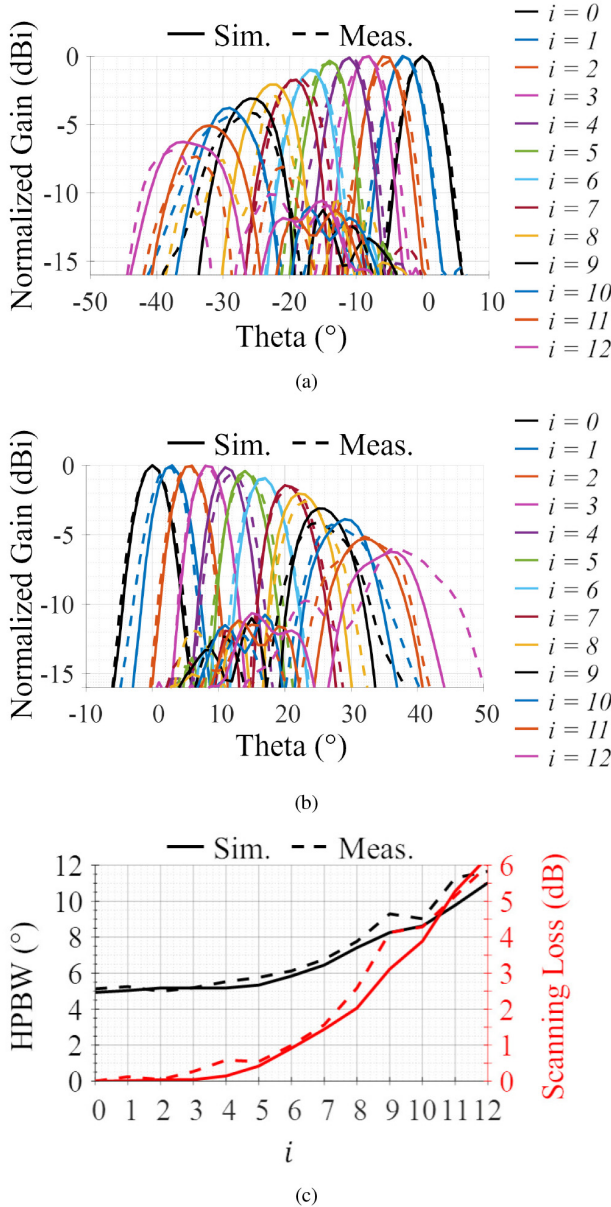 Sim. Meas.
Normalized Gain (dBi)
0
-5
-10
-15
-50 -40 -30 -20 -10 0 10
Theta (°)
i = 0
i = 1
i = 2
i = 3
i = 4
i = 5
i = 6
i = 7
i = 8
i = 9
i = 10
i = 11
i = 12
(a)
Sim. Meas.
Normalized Gain (dBi)
0
-5
-10
-15
-10 0 10 20 30 40 50
Theta (°)
i = 0
i = 1
i = 2
i = 3
i = 4
i = 5
i = 6
i = 7
i = 8
i = 9
i = 10
i = 11
i = 12
(b)
Sim. Meas.
HPBW (°)
12
10
8
6
4
2
0
0 1 2 3 4 5 6 7 8 9 10 11 12
i
6
5
4
3
2
1
0
Scanning Loss (dB)
(c)